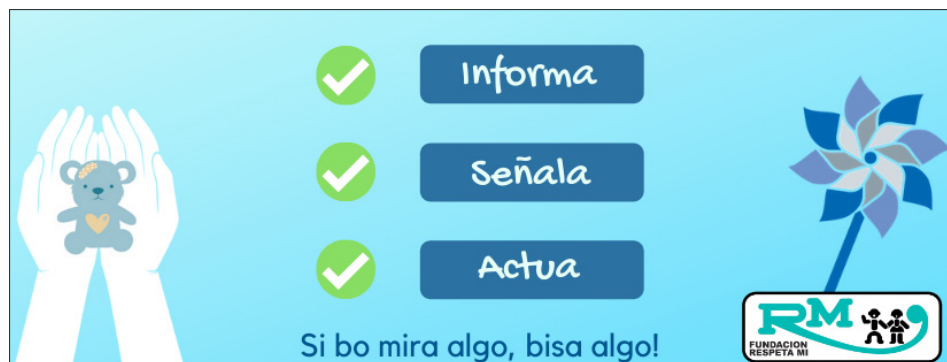 Informa
Señala
Actua
Si bo mira algo, bisa algo!
RM
FUNDACION
RESPETA MI